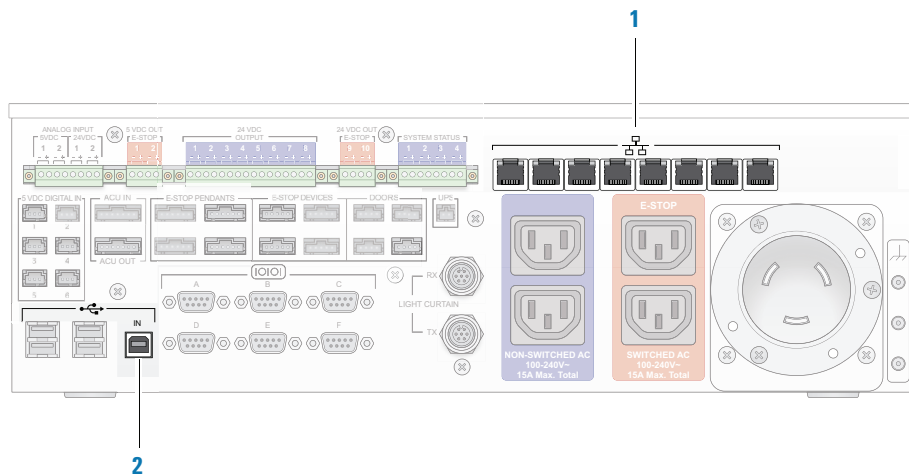 1
ANALOG INPUT
5VDC 24VDC
1 2 1 2
- + - +
5 VDC OUT
E-STOP
1 2
24 VDC
OUTPUT
1 2 3 4 5 6 7 8
24 VDC OUT
E-STOP
9 10
SYSTEM STATUS
1 2 3 4
5 VDC DIGITAL IN
1 2
3 4
5 6
ACU IN
ACU OUT
E-STOP PENDANTS
E-STOP DEVICES
DOORS
UPS
IOIOI
A B C
D E F
RX
LIGHT CURTAIN
TX
IN
NON-SWITCHED AC
100-240V~
15A Max. Total
E-STOP
SWITCHED AC
100-240V~
15A Max. Total
2